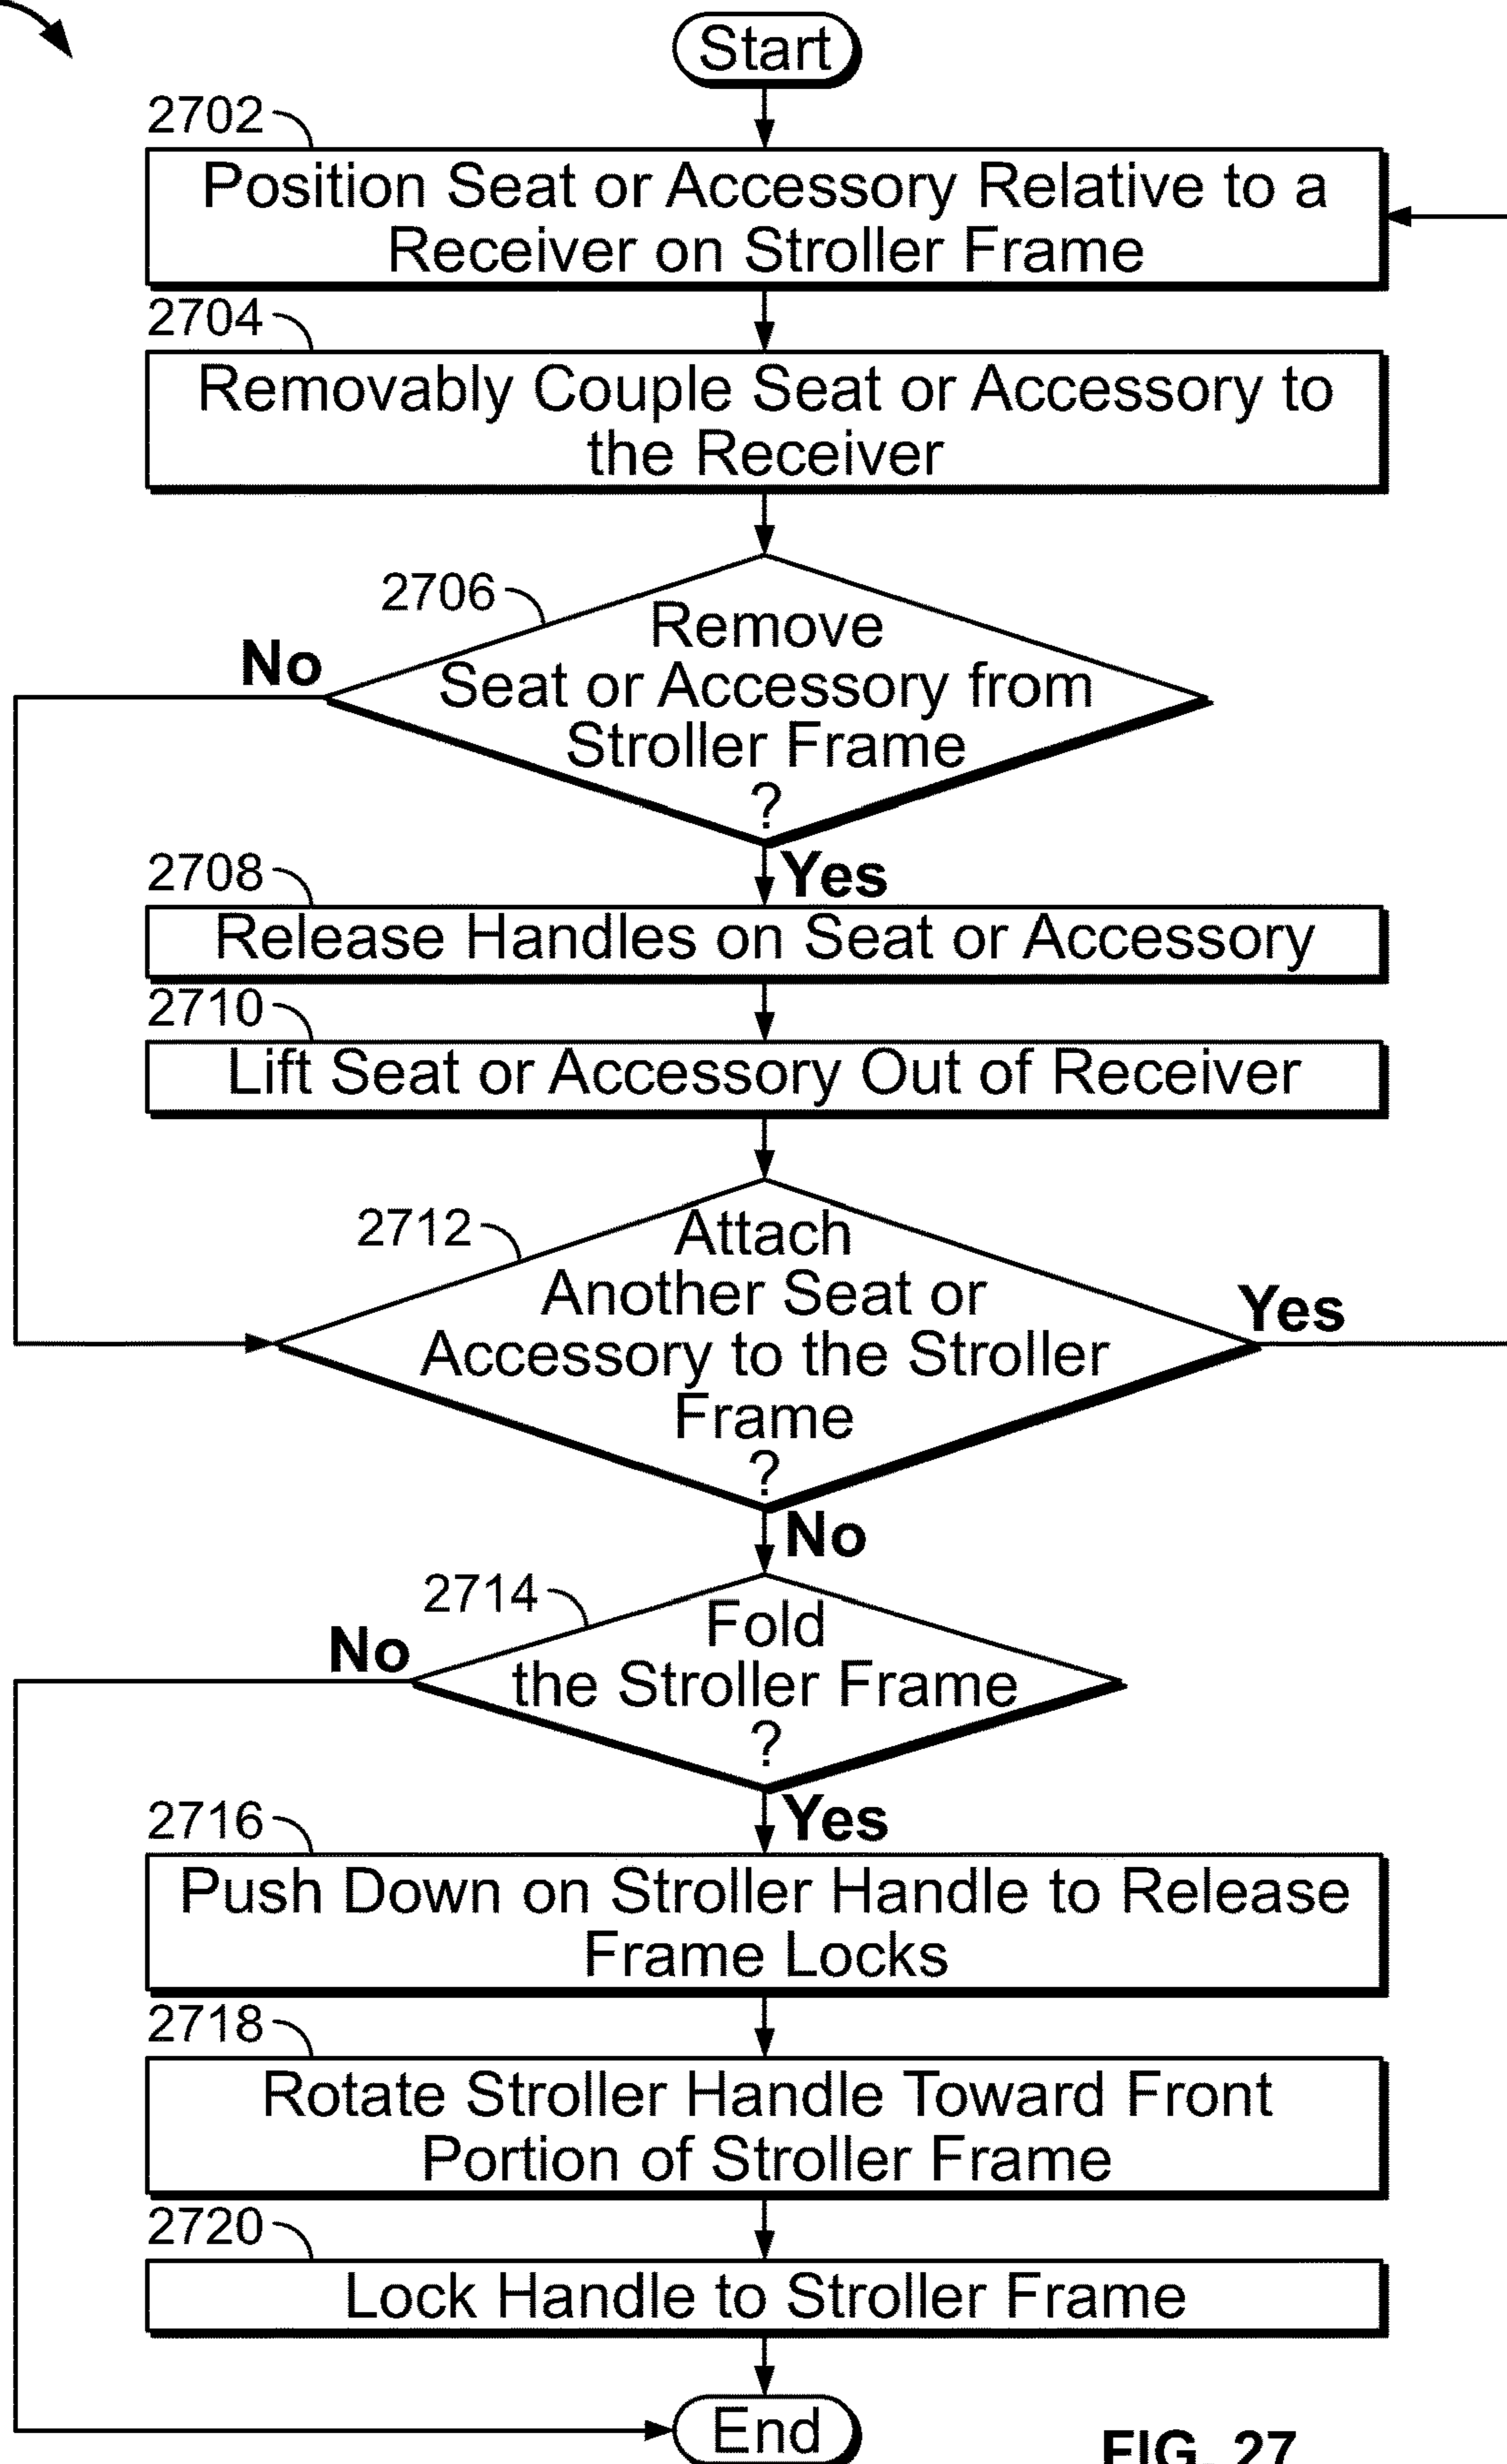 Start
2702
Position Seat or Accessory Relative to a
Receiver on Stroller Frame
2704
Removably Couple Seat or Accessory to
the Receiver
2706
Remove
Seat or Accessory from
Stroller Frame
?
No
Yes
2708
Release Handles on Seat or Accessory
2710
Lift Seat or Accessory Out of Receiver
2712
Attach
Another Seat or
Accessory to the Stroller
Frame
?
Yes
No
2714
Fold
the Stroller Frame
?
No
Yes
2716
Push Down on Stroller Handle to Release
Frame Locks
2718
Rotate Stroller Handle Toward Front
Portion of Stroller Frame
2720
Lock Handle to Stroller Frame
End
FIG. 27